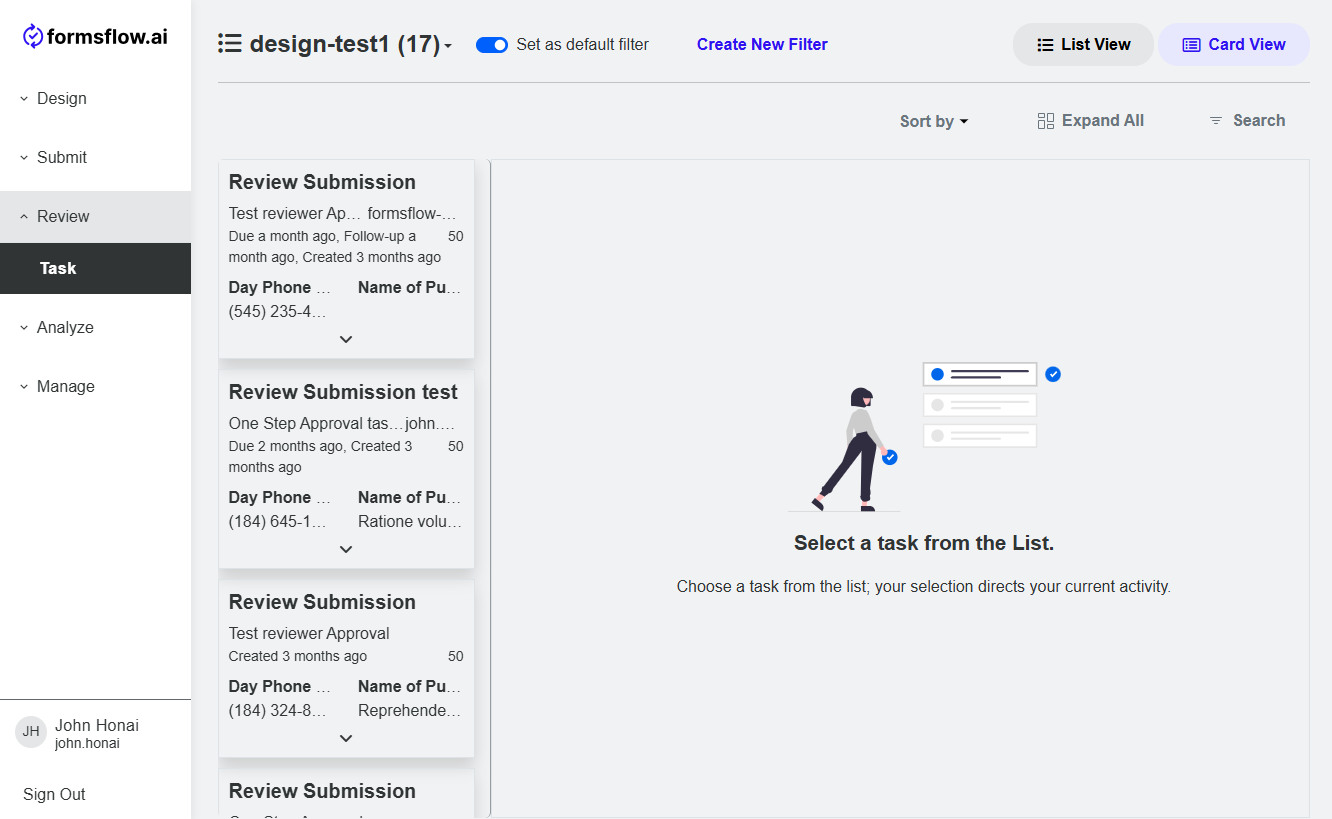 formsflow.ai
Design
Submit
Review
Task
Analyze
Manage
JH
John Honai
john.honai
Sign Out
design-test1 (17)
Set as default filter
Create New Filter
List View
Card View
Sort by
Expand All
Search
Review Submission
Test reviewer Ap… formsflow-…
Due a month ago, Follow-up a 50
month ago, Created 3 months ago
Day Phone … Name of Pu…
(545) 235-4…
Review Submission test
One Step Approval tas… john.…
Due 2 months ago, Created 3 50
months ago
Day Phone … Name of Pu…
(184) 645-1… Ratione volu…
Review Submission
Test reviewer Approval
Created 3 months ago 50
Day Phone … Name of Pu…
(184) 324-8… Reprehende…
Review Submission
Select a task from the List.
Choose a task from the list; your selection directs your current activity.